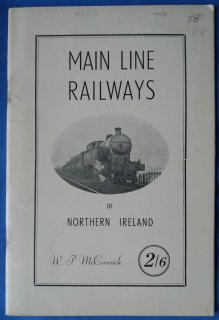 MAIN LINE
RAILWAYS
OF
NORTHERN IRELAND
W. P. McCormick
2/6